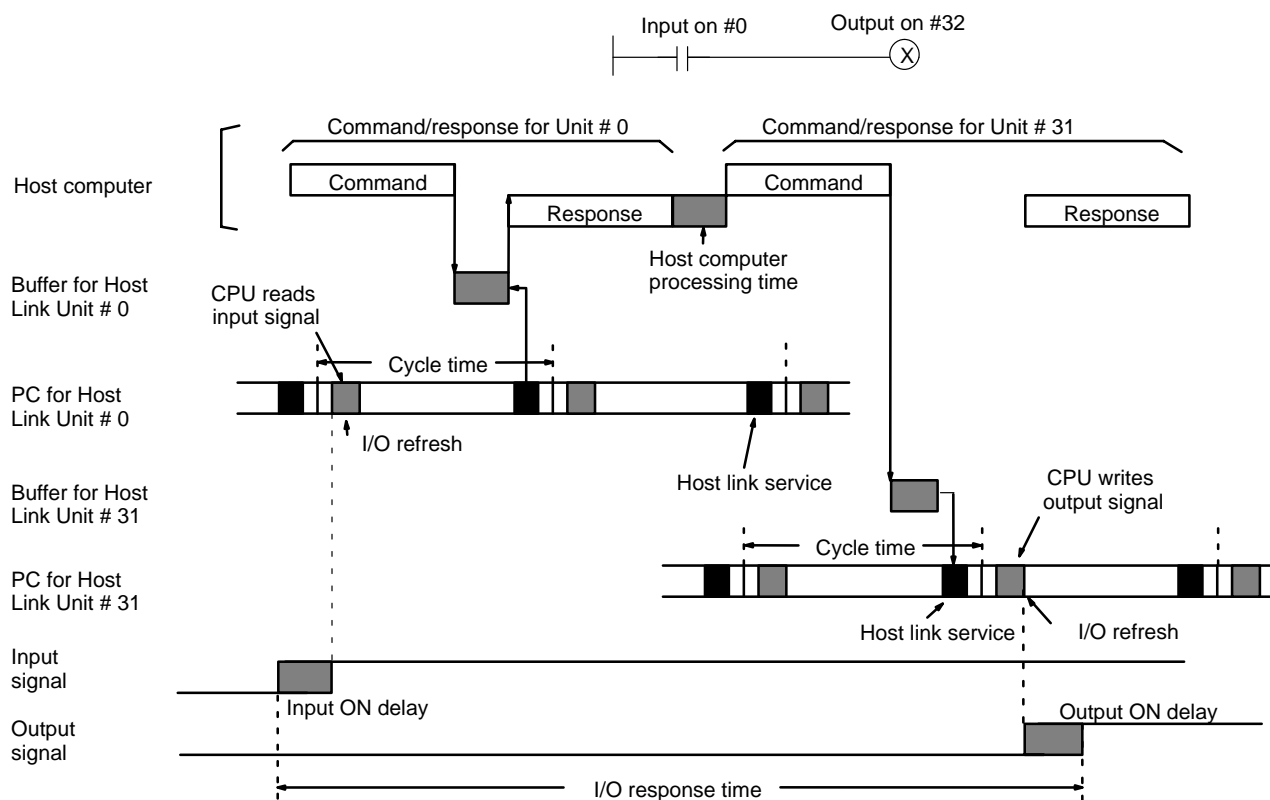 Input on #0
Output on #32
X
Command/response for Unit # 0
Command/response for Unit # 31
Host computer
Command
Command
Response
Response
Host computer
processing time
Buffer for Host
Link Unit # 0
CPU reads
input signal
Cycle time
PC for Host
Link Unit # 0
I/O refresh
Host link service
Buffer for Host
Link Unit # 31
CPU writes
output signal
Cycle time
PC for Host
Link Unit # 31
Host link service
I/O refresh
Input
signal
Input ON delay
Output
signal
Output ON delay
I/O response time